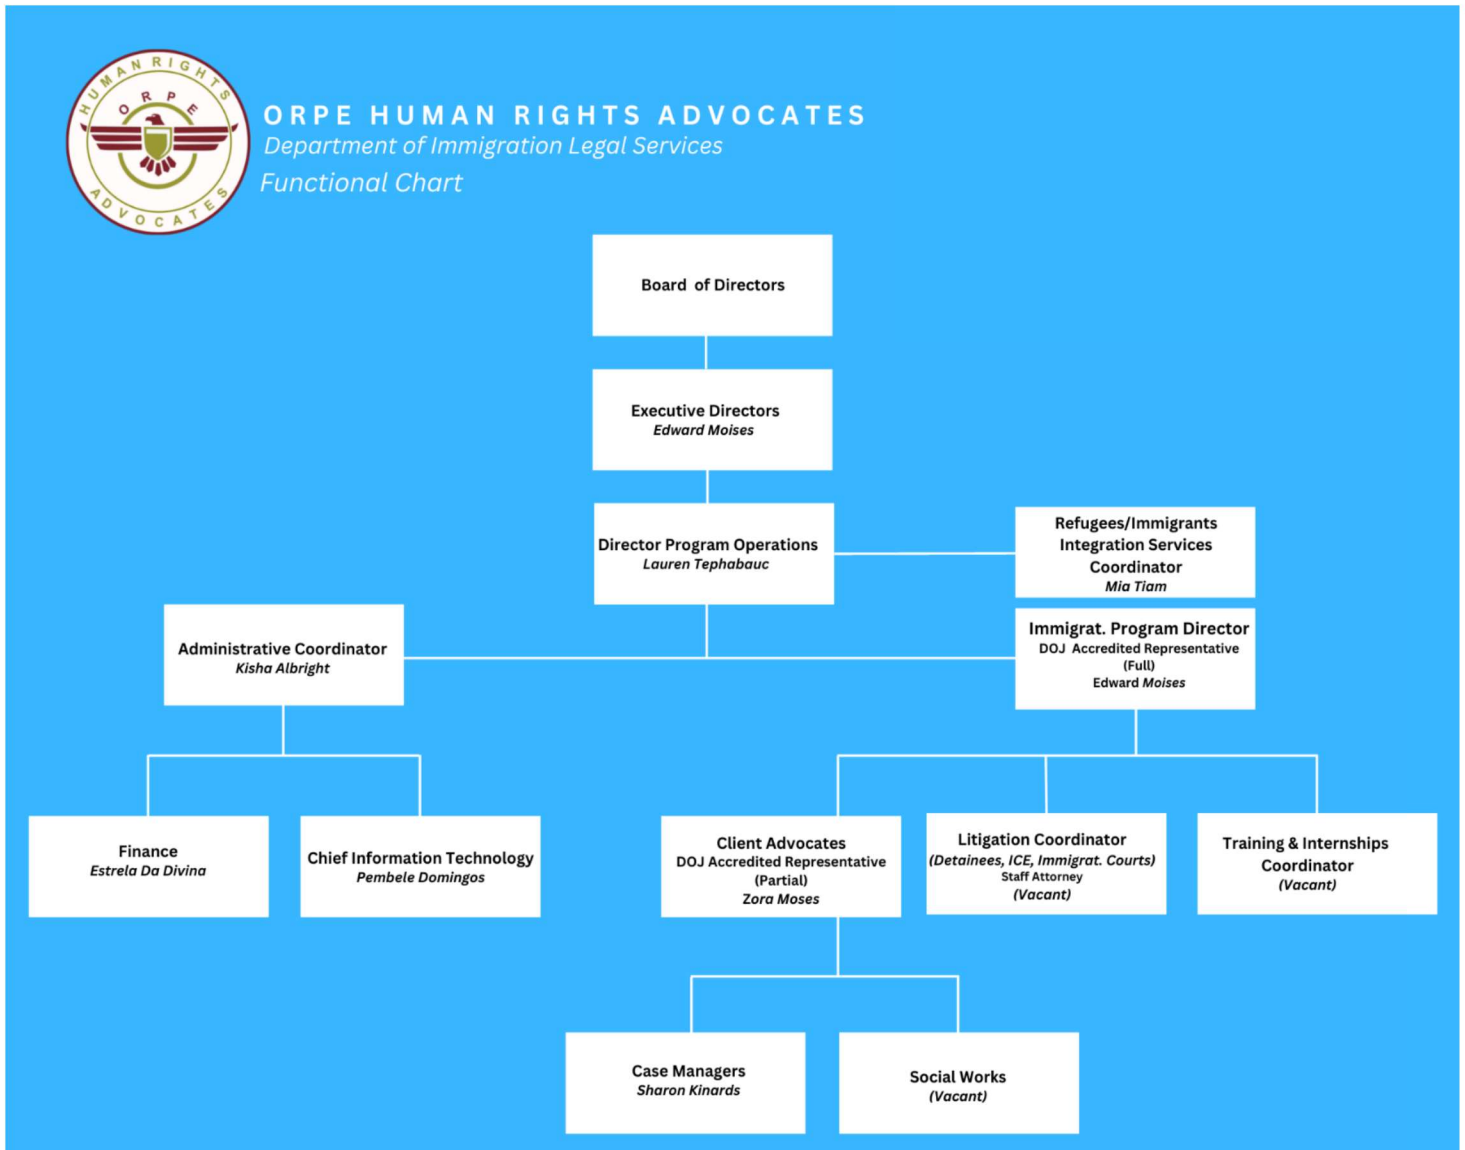 HUMAN RIGHTS
ORPE
ADVOCATES
ORPE HUMAN RIGHTS ADVOCATES
Department of Immigration Legal Services
Functional Chart
Board of Directors
Executive Directors
Edward Moises
Director Program Operations
Lauren Tephabauc
Refugees/Immigrants
Integration Services
Coordinator
Mia Tiam
Administrative Coordinator
Kisha Albright
Immigrat. Program Director
DOJ Accredited Representative
(Full)
Edward Moises
Finance
Estrela Da Divina
Chief Information Technology
Pembele Domingos
Client Advocates
DOJ Accredited Representative
(Partial)
Zora Moses
Litigation Coordinator
(Detainees, ICE, Immigrat. Courts)
Staff Attorney
(Vacant)
Training & Internships
Coordinator
(Vacant)
Case Managers
Sharon Kinards
Social Works
(Vacant)